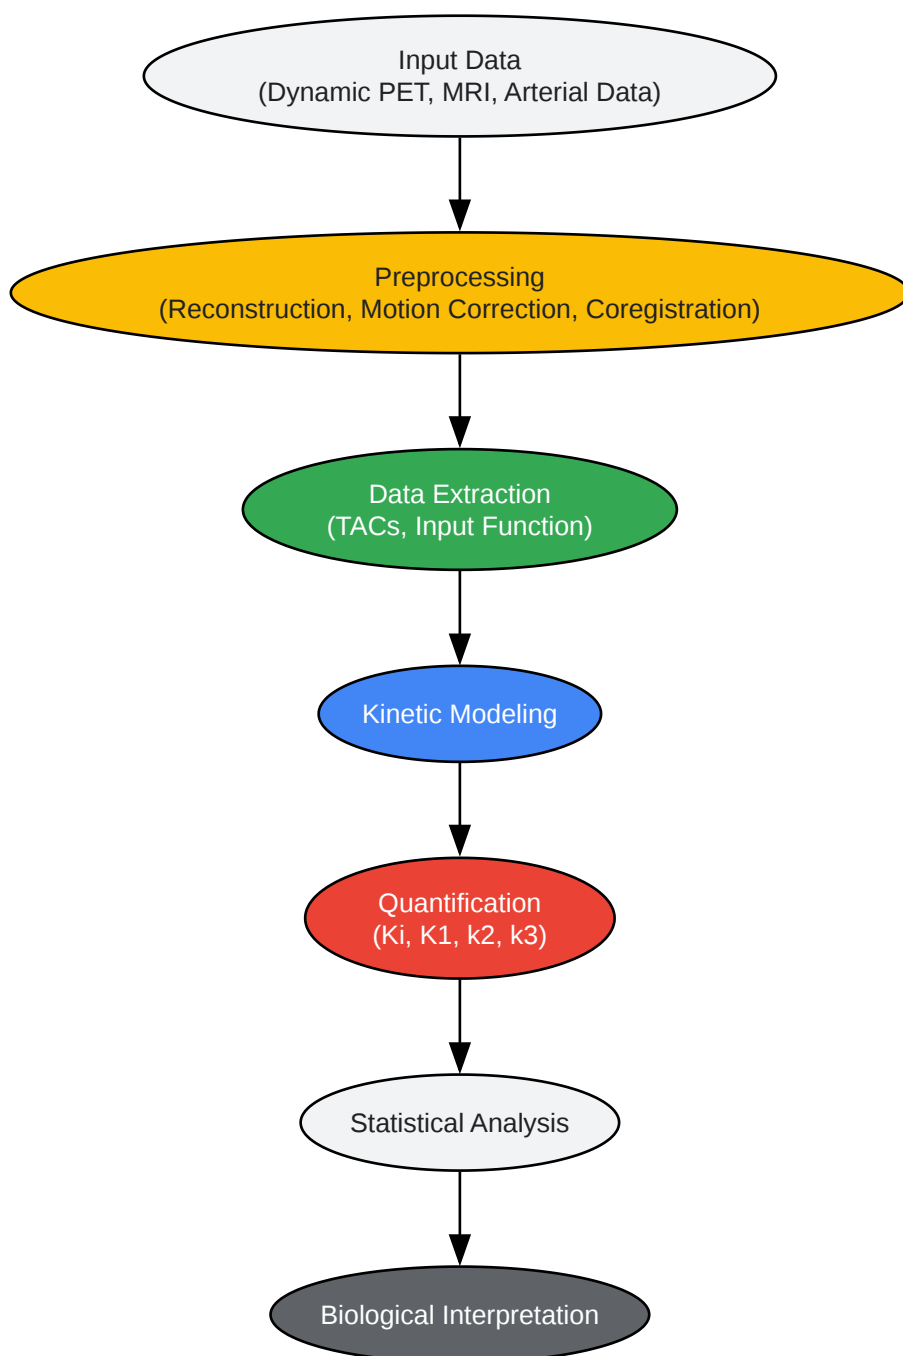 Input Data
(Dynamic PET, MRI, Arterial Data)
Preprocessing
(Reconstruction, Motion Correction, Coregistration)
Data Extraction
(TACs, Input Function)
Kinetic Modeling
Quantification
(Ki, K1, k2, k3)
Statistical Analysis
Biological Interpretation